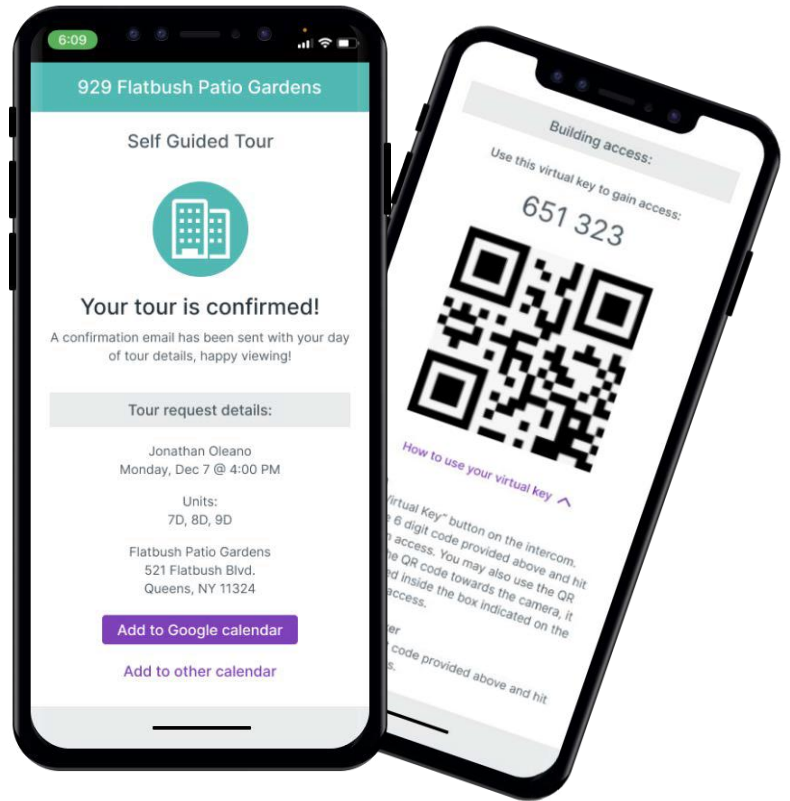 6:09
929 Flatbush Patio Gardens
Self Guided Tour
Your tour is confirmed!
A confirmation email has been sent with your day
of tour details, happy viewing!
Tour request details:
Jonathan Oleano
Monday, Dec 7 @ 4:00 PM
Units:
7D, 8D, 9D
Flatbush Patio Gardens
521 Flatbush Blvd.
Queens, NY 11324
Add to Google calendar
Add to other calendar
Building access:
Use this virtual key to gain access:
651 323
How to use your virtual key
Key" button on the intercom.
6 digit code provided above and hit
access. You may also use the QR
QR code towards the camera, it
inside the box indicated on the
access.
code provided above and hit